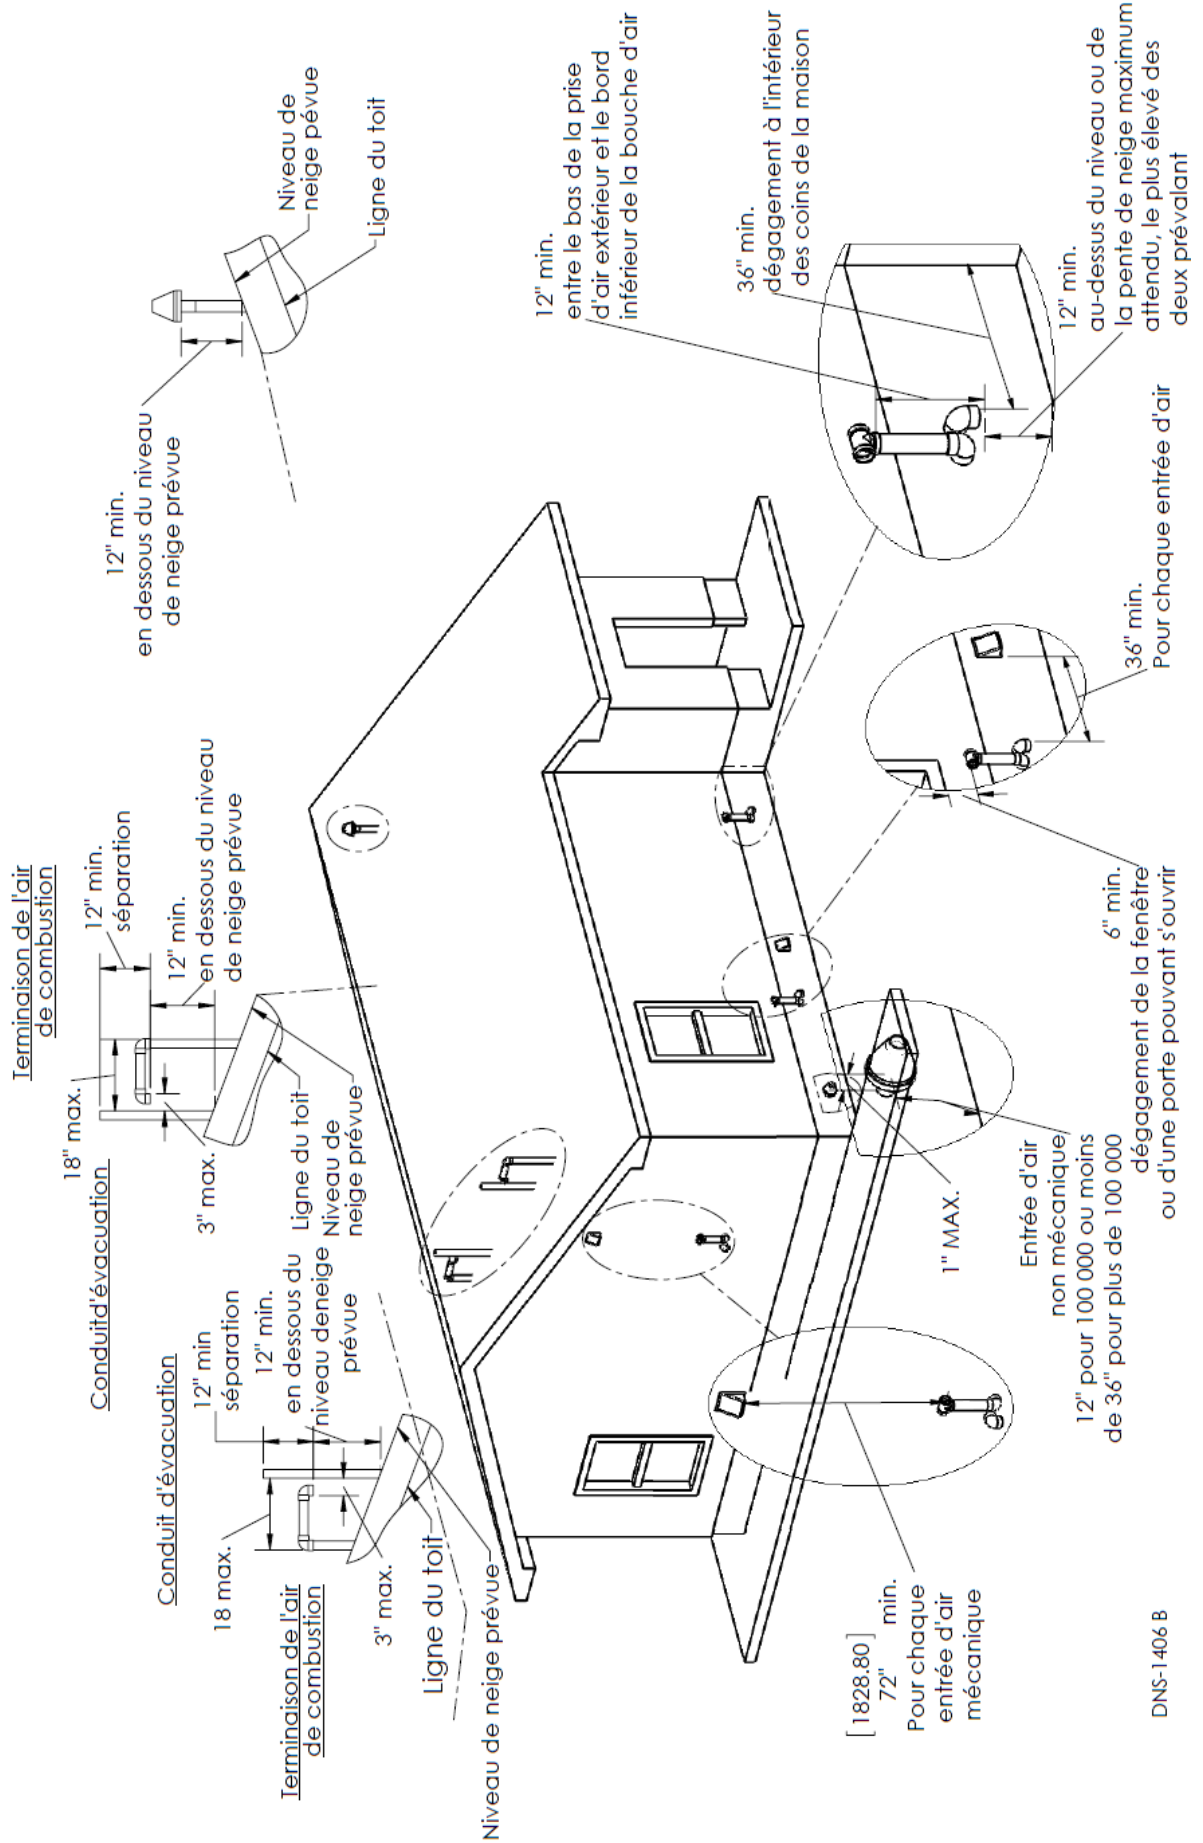 Terminaison de l'air
de combustion
Conduit d'évacuation
18 max.
12" min
séparation
12" min.
en dessous du
niveau deneige
prévue
3" max.
Ligne du toit
Niveau de neige prévue
Conduitd'évacuation
18" max.
Terminaison de l'air
de combustion
12" min.
séparation
12" min.
en dessous du niveau
de neige prévue
3" max.
Ligne du toit
Niveau de
neige prévue
12" min.
en dessous du niveau
de neige prévue
Niveau de
neige pévue
Ligne du toit
12" min.
entre le bas de la prise
d'air extérieur et le bord
inférieur de la bouche d'air
36" min.
dégagement à l'intérieur
des coins de la maison
12" min.
au-dessus du niveau ou de
la pente de neige maximum
attendu, le plus élevé des
deux prévalant
36" min.
Pour chaque entrée d'air
6" min.
dégagement de la fenêtre
ou d'une porte pouvant s'ouvrir
1" MAX.
Entrée d'air
non mécanique
12" pour 100 000 ou moins
de 36" pour plus de 100 000
[1828.80]
72" min.
Pour chaque
entrée d'air
mécanique
DNS-1406 B